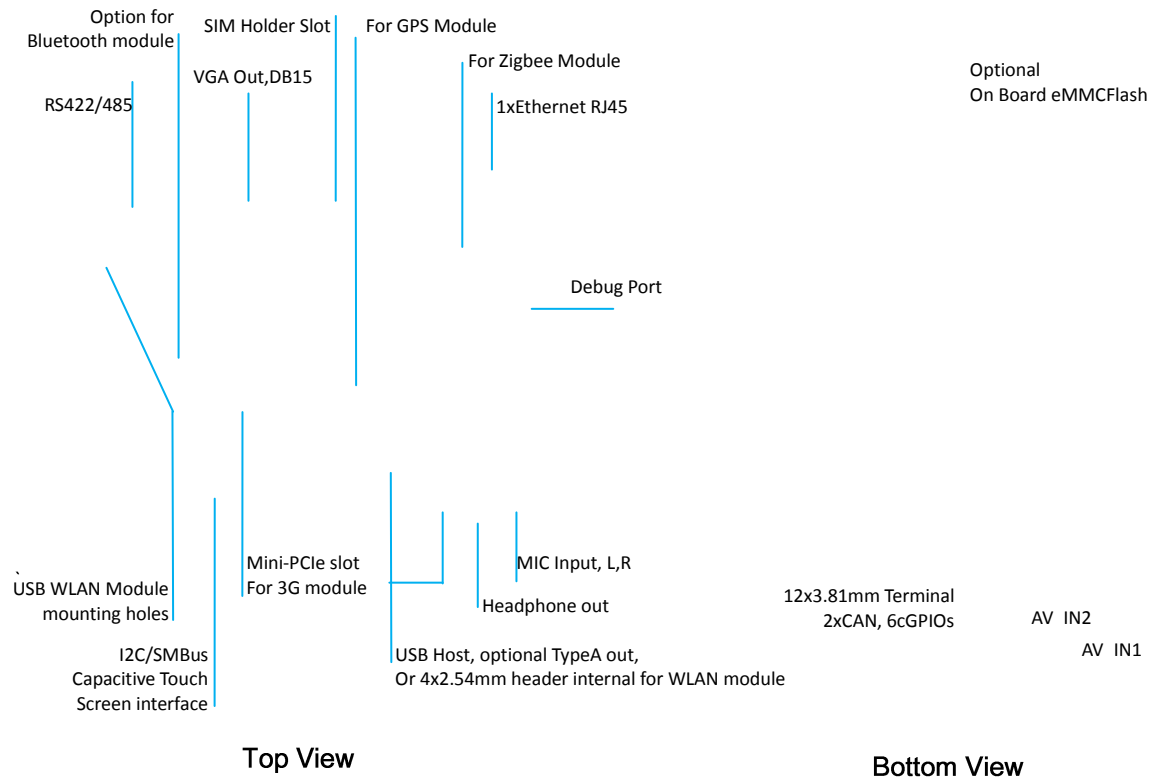 Option for
Bluetooth module
SIM Holder Slot
For GPS Module
For Zigbee Module
VGA Out,DB15
RS422/485
1xEthernet RJ45
Optional
On Board eMMCFlash
Debug Port
`
USB WLAN Module
mounting holes
Mini-PCIe slot
For 3G module
MIC Input, L,R
Headphone out
12x3.81mm Terminal
2xCAN, 6cGPIOs
AV  IN2
AV  IN1
I2C/SMBus
Capacitive Touch
Screen interface
USB Host, optional TypeA out,
Or 4x2.54mm header internal for WLAN module
Top View
Bottom View